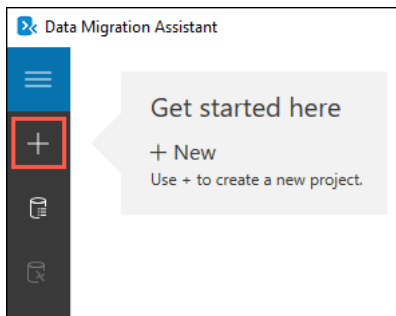 Data Migration Assistant
Get started here
+ New
Use + to create a new project.